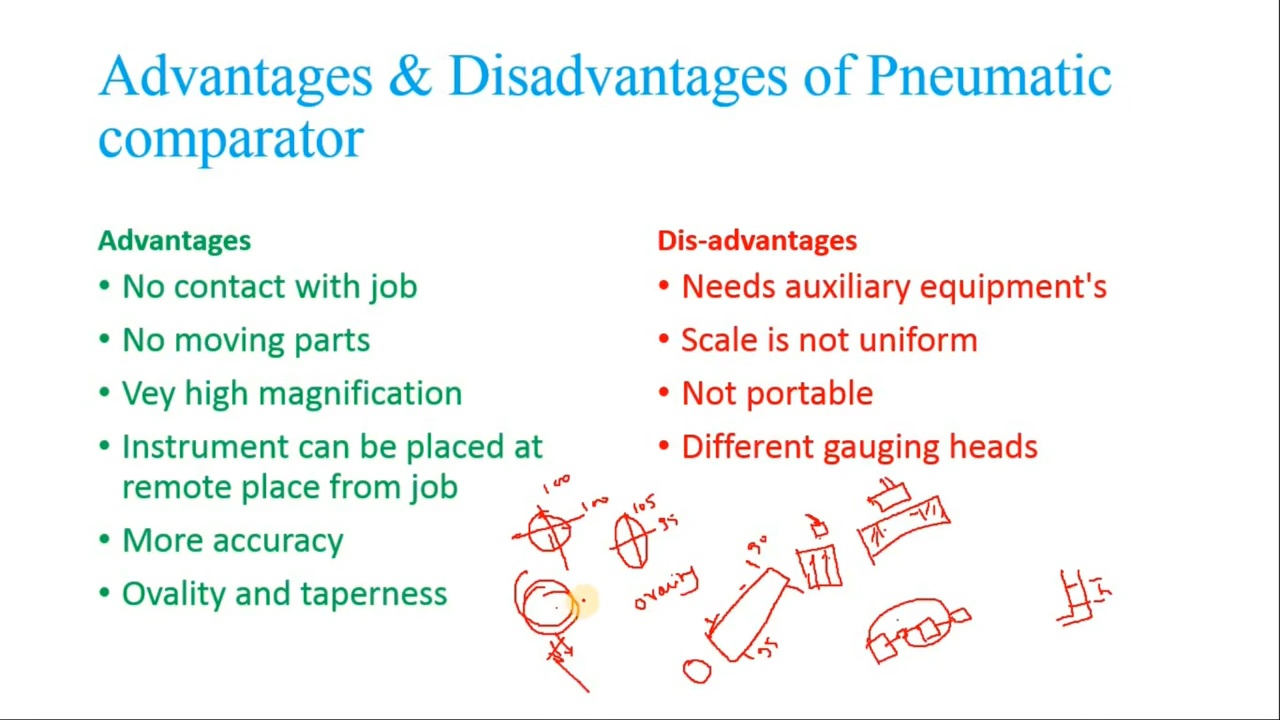 Advantages & Disadvantages of Pneumatic
comparator
Advantages
• No contact with job
• No moving parts
• Vey high magnification
• Instrument can be placed at
remote place from job
• More accuracy
• Ovality and taperness
Dis-advantages
• Needs auxiliary equipment's
• Scale is not uniform
• Not portable
• Different gauging heads
100
100
105
95
ovality
95
h